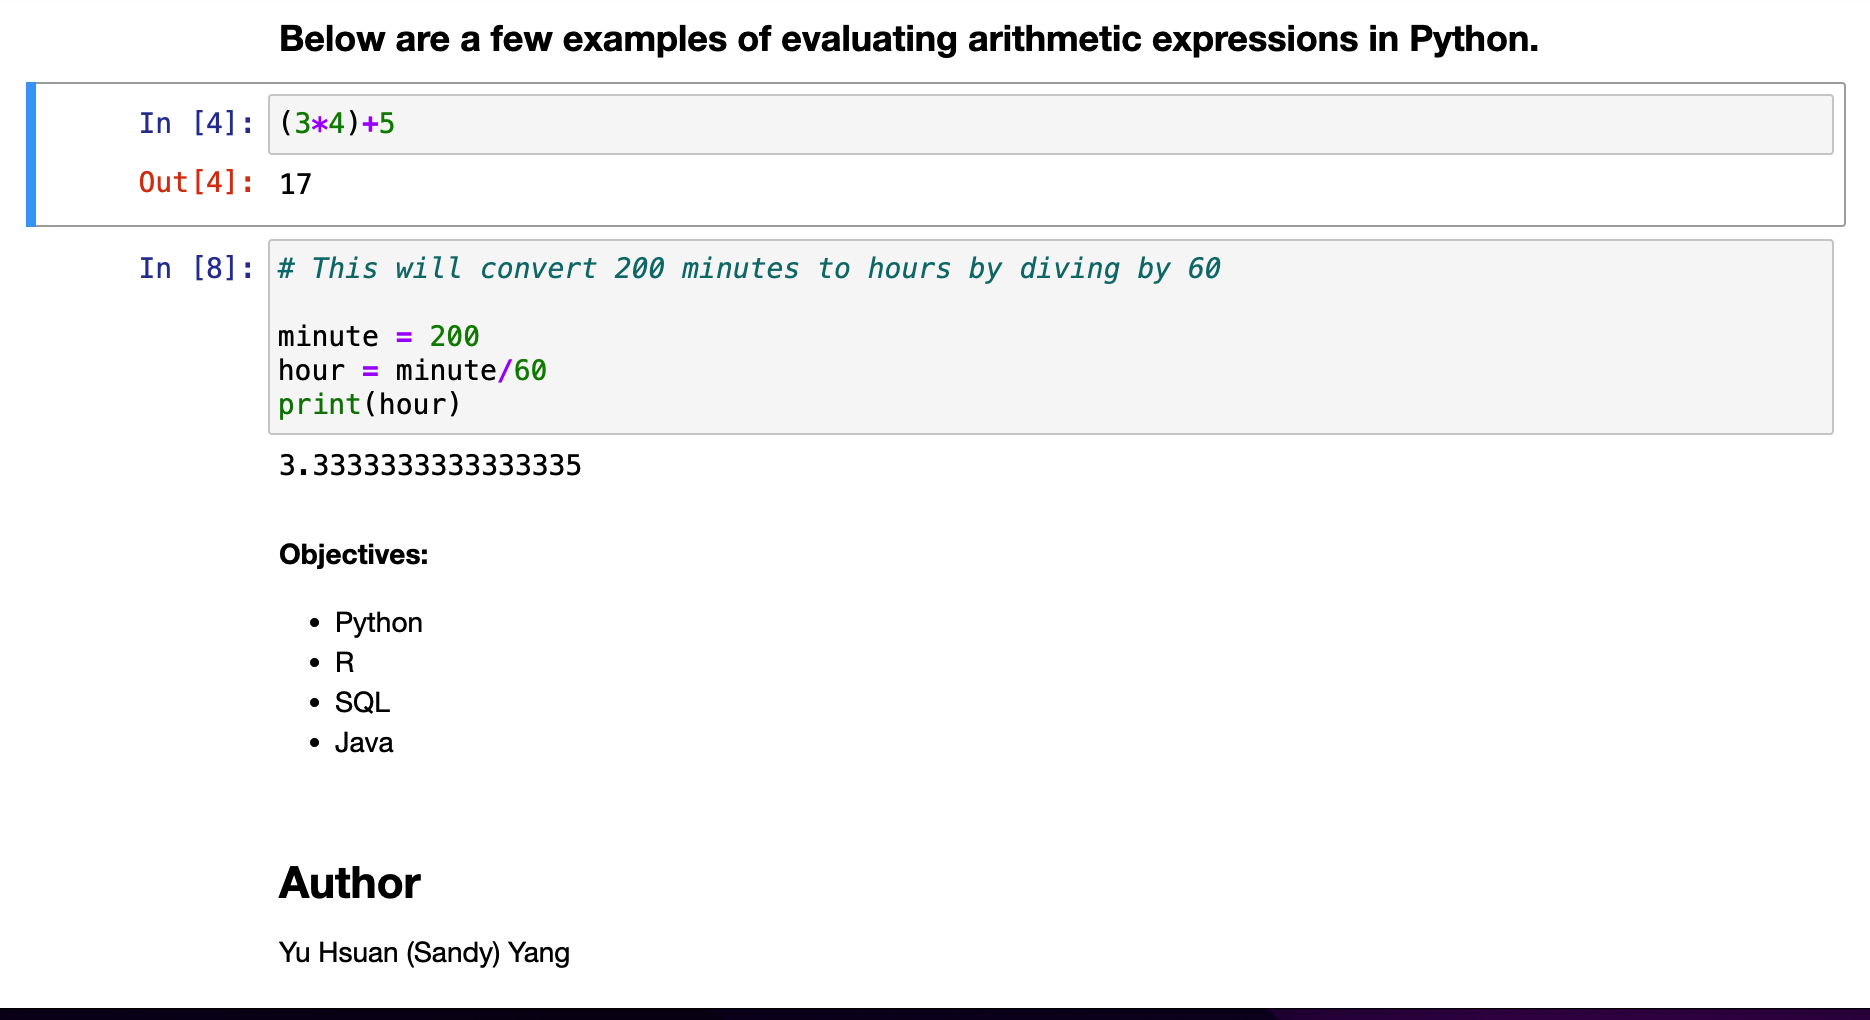 Below are a few examples of evaluating arithmetic expressions in Python.
In [4]: (3*4)+5
Out[4]: 17
In [8]: # This will convert 200 minutes to hours by diving by 60
minute = 200
hour = minute/60
print(hour)
3.3333333333333335
Objectives:
• Python
• R
• SQL
• Java
Author
Yu Hsuan (Sandy) Yang